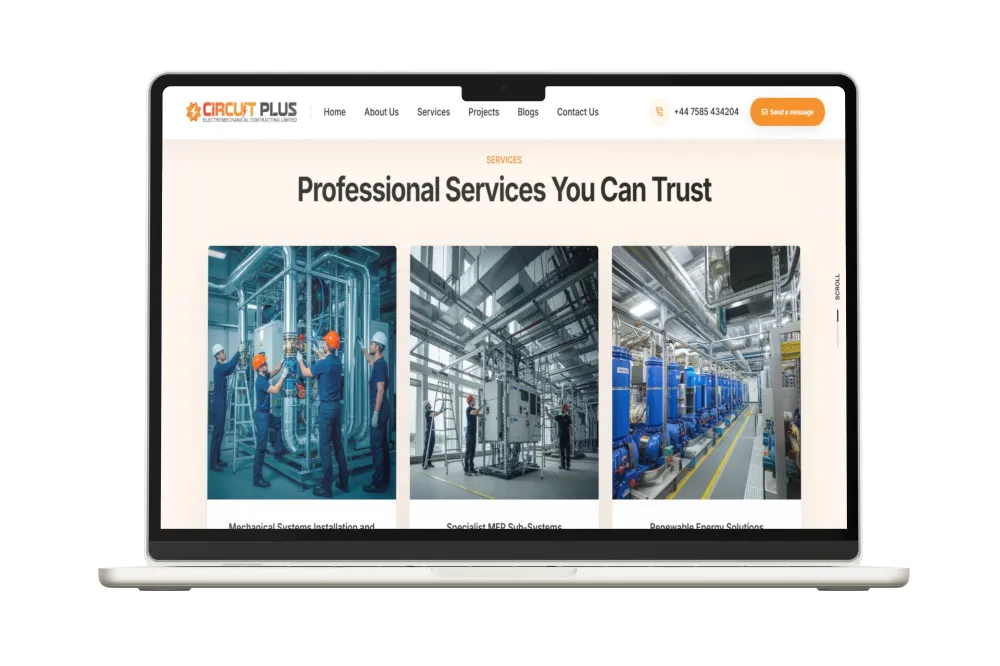 CIRCUIT PLUS
ELECTROMECHANICAL CONTRACTING LIMITED
Home About Us Services Projects Blogs Contact Us
+44 7585 434204
Send a message
SERVICES
Professional Services You Can Trust
SCROLL
Mechanical Systems Installation and
Specialist MEP Sub-Systems
Renewable Energy Solutions